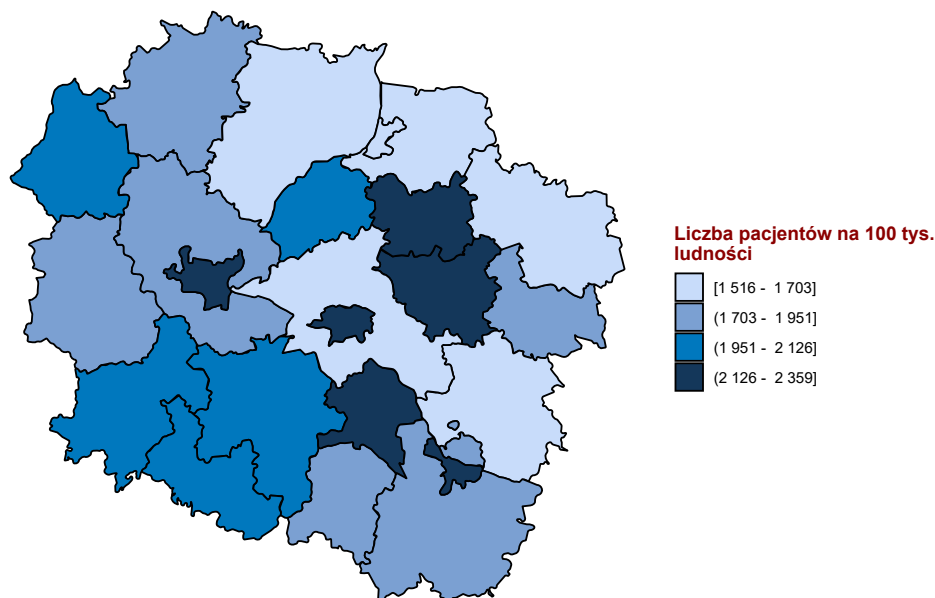 Liczba pacjentów na 100 tys.
ludności
[1 516 - 1 703]
(1 703 - 1 951]
(1 951 - 2 126]
(2 126 - 2 359]